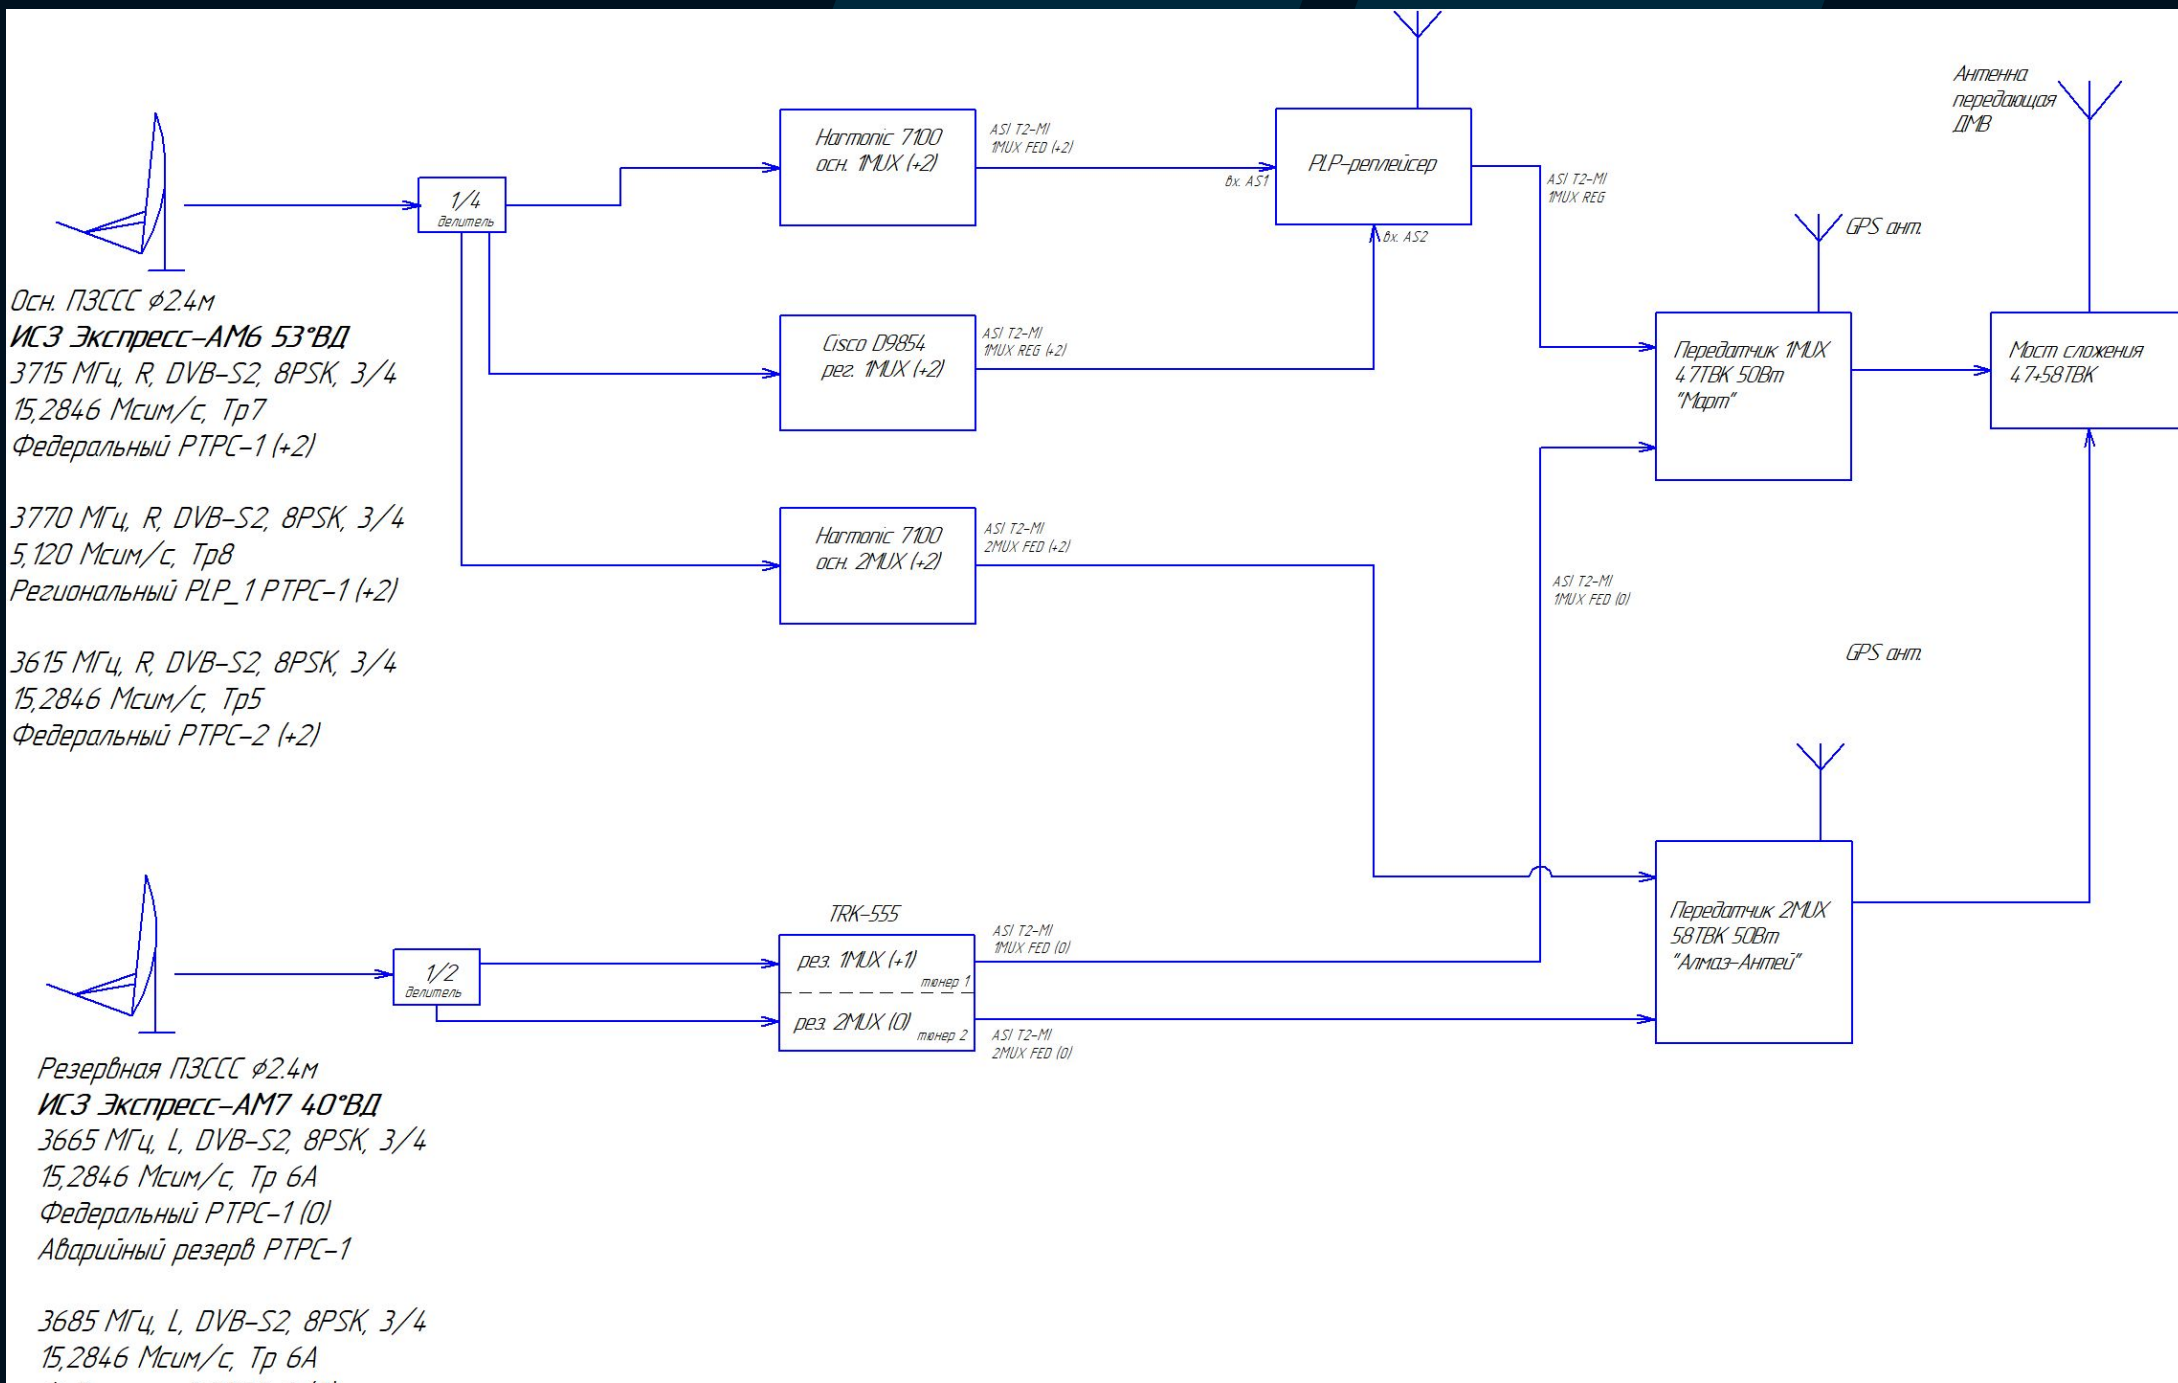 Осн. ПЗССС ϕ2.4м
ИСЗ Экспресс-АМ6 53°ВД
3715 МГц, R, DVB-S2, 8PSK, 3/4
15,2846 Мсим/с, Тр7
Федеральный РТРС-1 (+2)
3770 МГц, R, DVB-S2, 8PSK, 3/4
5,120 Мсим/с, Тр8
Региональный PLP_1 РТРС-1 (+2)
3615 МГц, R, DVB-S2, 8PSK, 3/4
15,2846 Мсим/с, Тр5
Федеральный РТРС-2 (+2)
1/4
делитель
Harmonic 7100
осн. 1MUX (+2)
ASI T2-MI
1MUX FED (+2)
вх. AS1
PLP-реплейсер
вх. AS2
ASI T2-MI
1MUX REG
Cisco D9854
рег. 1MUX (+2)
ASI T2-MI
1MUX REG (+2)
Harmonic 7100
осн. 2MUX (+2)
ASI T2-MI
2MUX FED (+2)
ASI T2-MI
1MUX FED (0)
GPS ант.
Передатчик 1MUX
47ТВК 50Вт
"Март"
Антенна
передающая
ДМВ
Мост сложения
47+58ТВК
GPS ант.
Передатчик 2MUX
58ТВК 50Вт
"Алмаз-Антей"
1/2
делитель
TRK-555
рез. 1MUX (+1)
тюнер 1
рез. 2MUX (0)
тюнер 2
ASI T2-MI
1MUX FED (0)
ASI T2-MI
2MUX FED (0)
Резервная ПЗССС ϕ2.4м
ИСЗ Экспресс-АМ7 40°ВД
3665 МГц, L, DVB-S2, 8PSK, 3/4
15,2846 Мсим/с, Тр 6А
Федеральный РТРС-1 (0)
Аварийный резерв РТРС-1
3685 МГц, L, DVB-S2, 8PSK, 3/4
15,2846 Мсим/с, Тр 6А